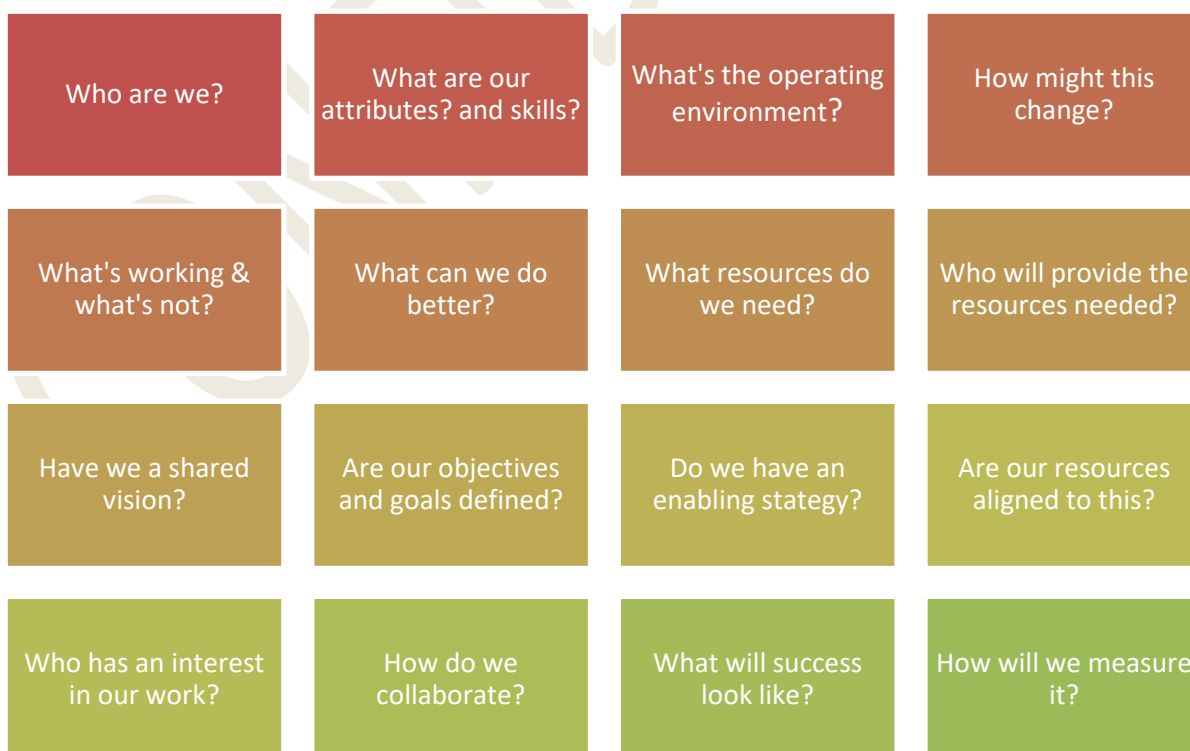 Who are we?
What are our
attributes? and skills?
What's the operating
environment?
How might this
change?
What's working &
what's not?
What can we do
better?
What resources do
we need?
Who will provide the
resources needed?
Have we a shared
vision?
Are our objectives
and goals defined?
Do we have an
enabling stategy?
Are our resources
aligned to this?
Who has an interest
in our work?
How do we
collaborate?
What will success
look like?
How will we measure
it?